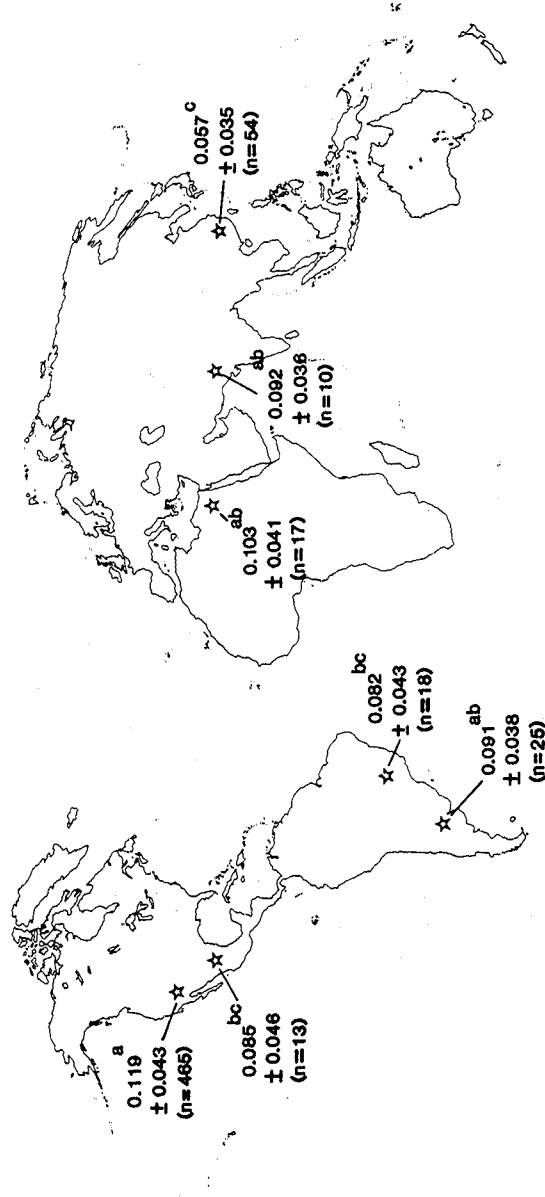 a
0.119
± 0.043
(n=465)
bc
0.085
± 0.046
(n=13)
bc
0.082
± 0.043
(n=18)
ab
0.091
± 0.038
(n=25)
ab
0.103
± 0.041
(n=17)
ab
0.092
± 0.036
(n=10)
c
0.057
± 0.035
(n=54)